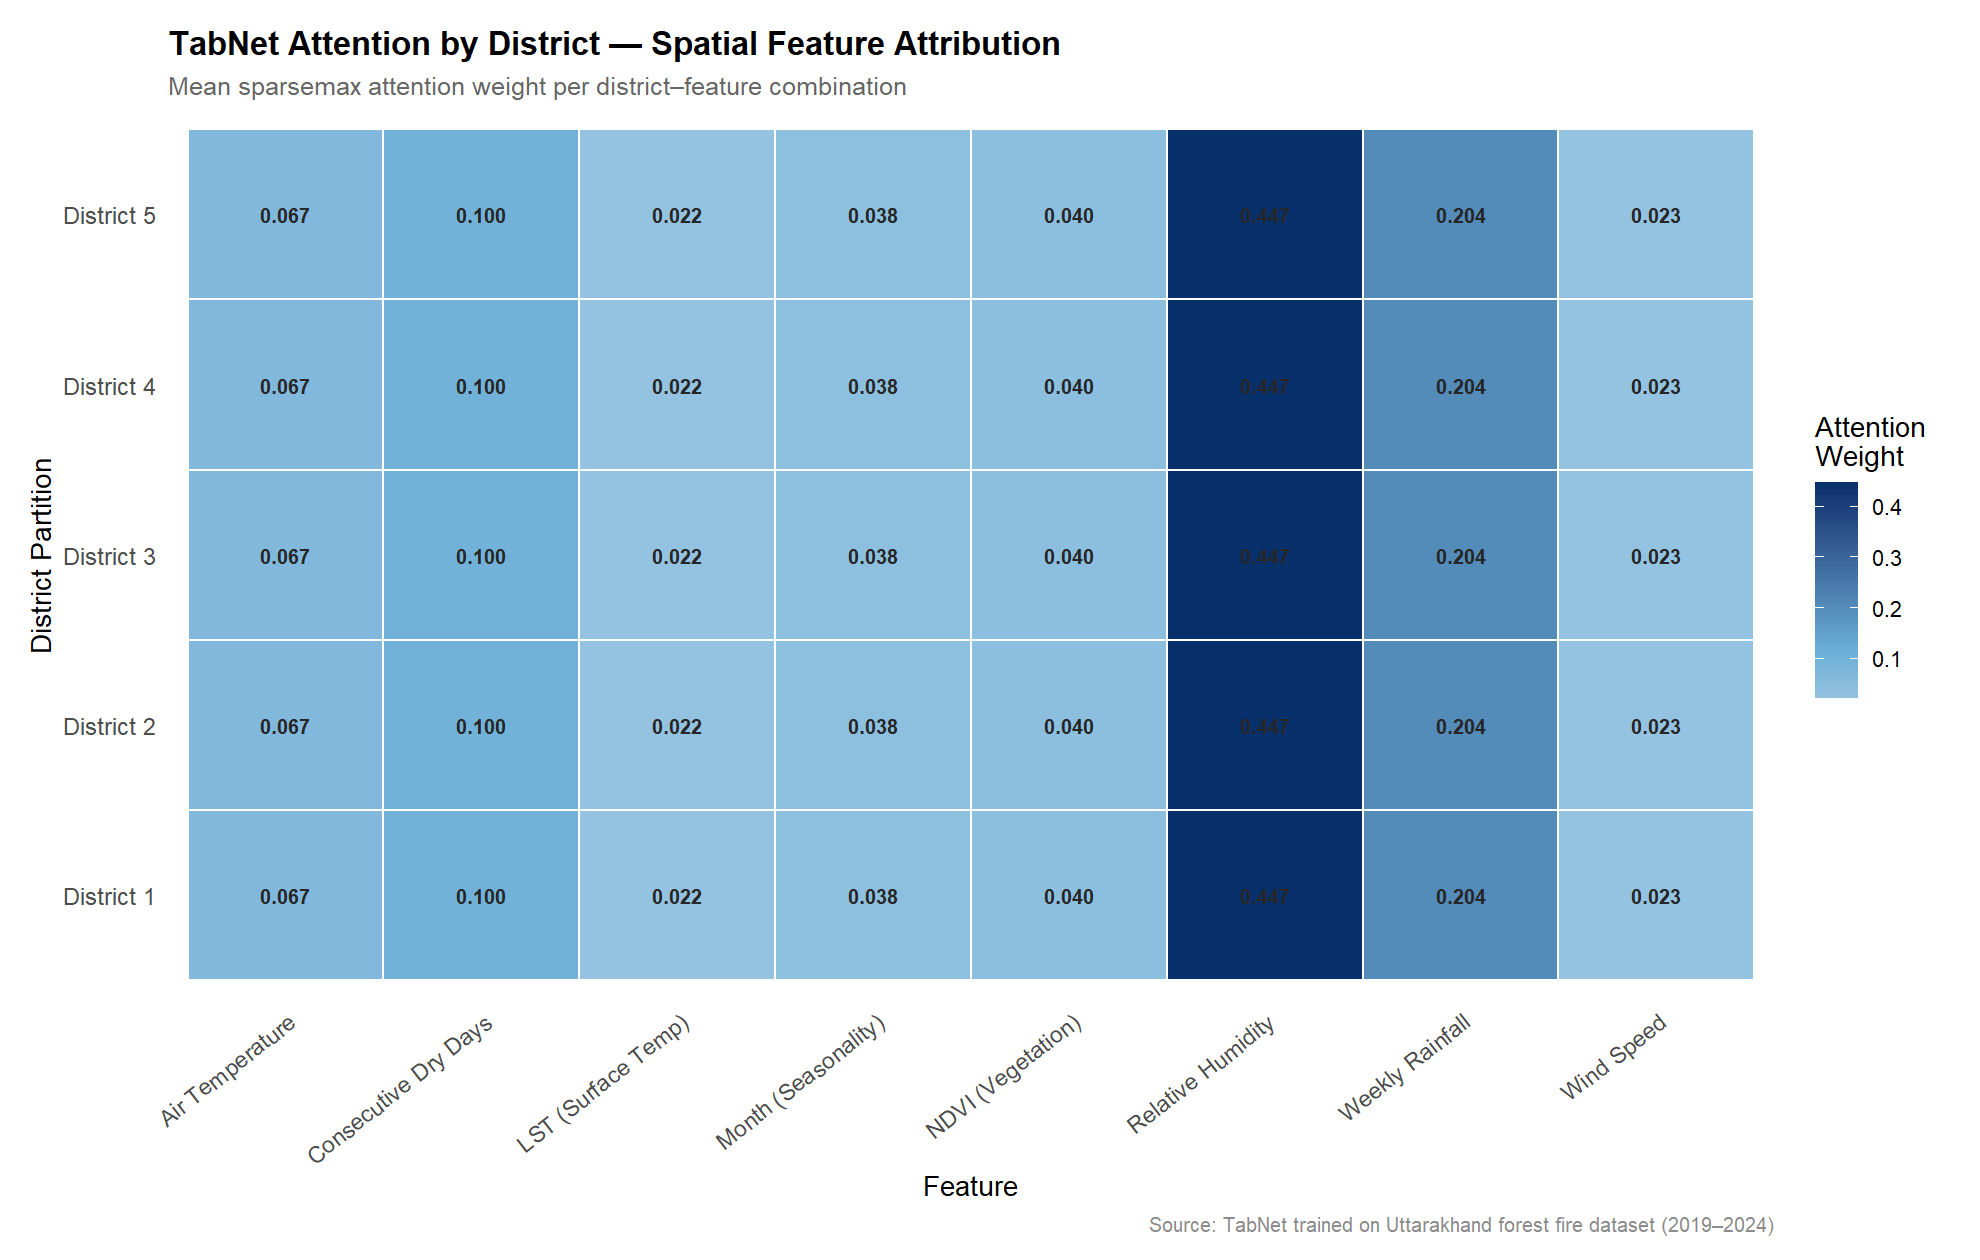 TabNet Attention by District — Spatial Feature Attribution
Mean sparsemax attention weight per district–feature combination
District Partition
District 5
0.067 0.100 0.022 0.038 0.040 0.447 0.204 0.023
District 4
0.067 0.100 0.022 0.038 0.040 0.447 0.204 0.023
District 3
0.067 0.100 0.022 0.038 0.040 0.447 0.204 0.023
District 2
0.067 0.100 0.022 0.038 0.040 0.447 0.204 0.023
District 1
0.067 0.100 0.022 0.038 0.040 0.447 0.204 0.023
Air Temperature
Consecutive Dry Days
LST (Surface Temp)
Month (Seasonality)
NDVI (Vegetation)
Relative Humidity
Weekly Rainfall
Wind Speed
Feature
Attention
Weight
0.4
0.3
0.2
0.1
Source: TabNet trained on Uttarakhand forest fire dataset (2019–2024)